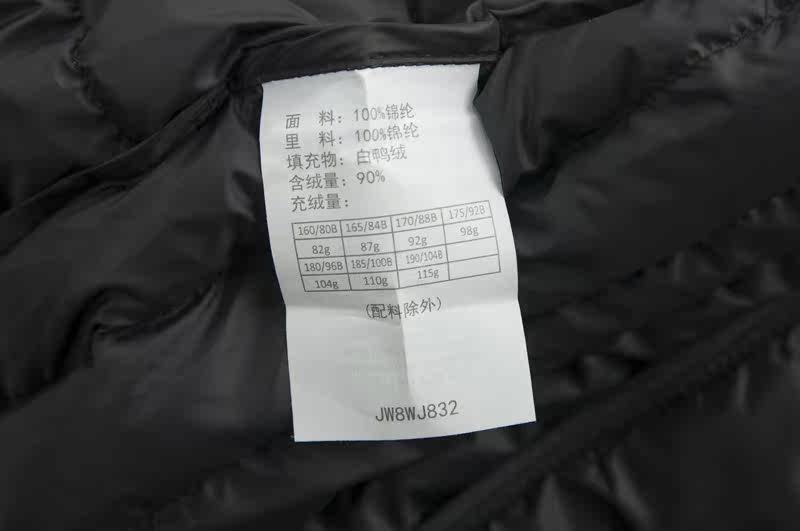 面 料：100%锦纶
里 料：100%锦纶
填充物：白鸭绒
含绒量：90%
充绒量：
160/80B 165/84B 170/88B 175/92B
82g 87g 92g 98g
180/96B 185/100B 190/104B
104g 110g 115g
(配料除外)
JW8WJ832